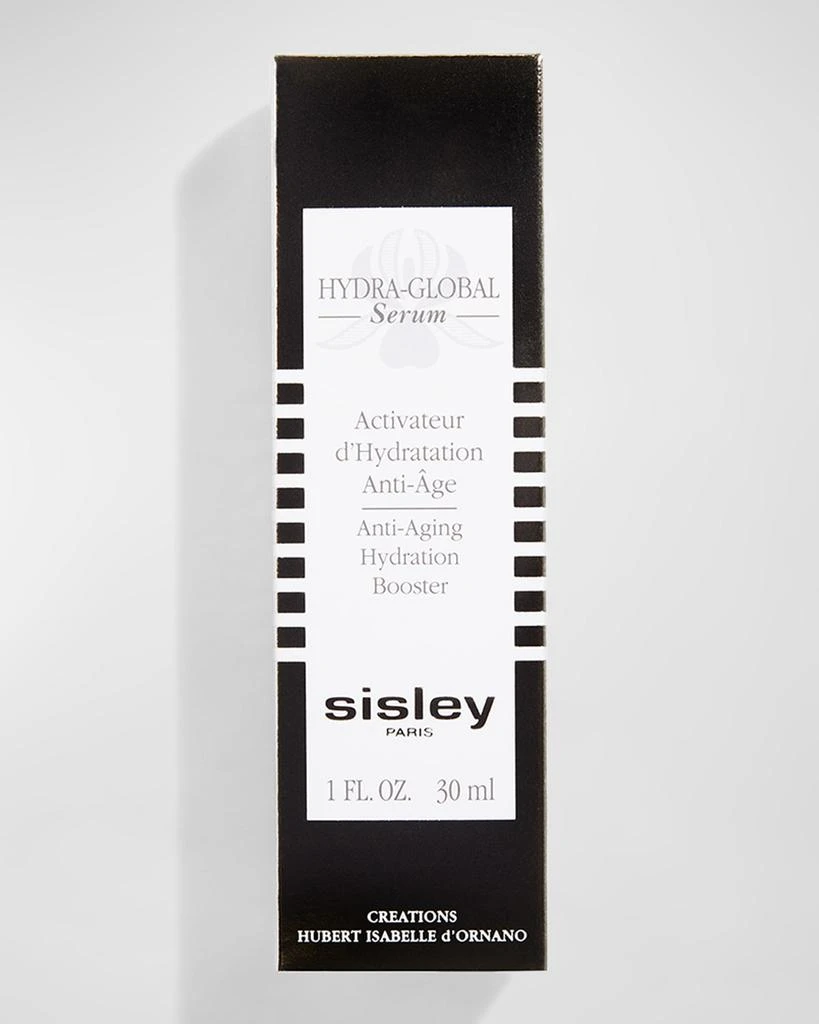 HYDRA-GLOBAL
Serum
Activateur
d'Hydratation
Anti-Âge
Anti-Aging
Hydration
Booster
sisley
PARIS
1 FL. OZ. 30 ml
CREATIONS
HUBERT ISABELLE d'ORNANO